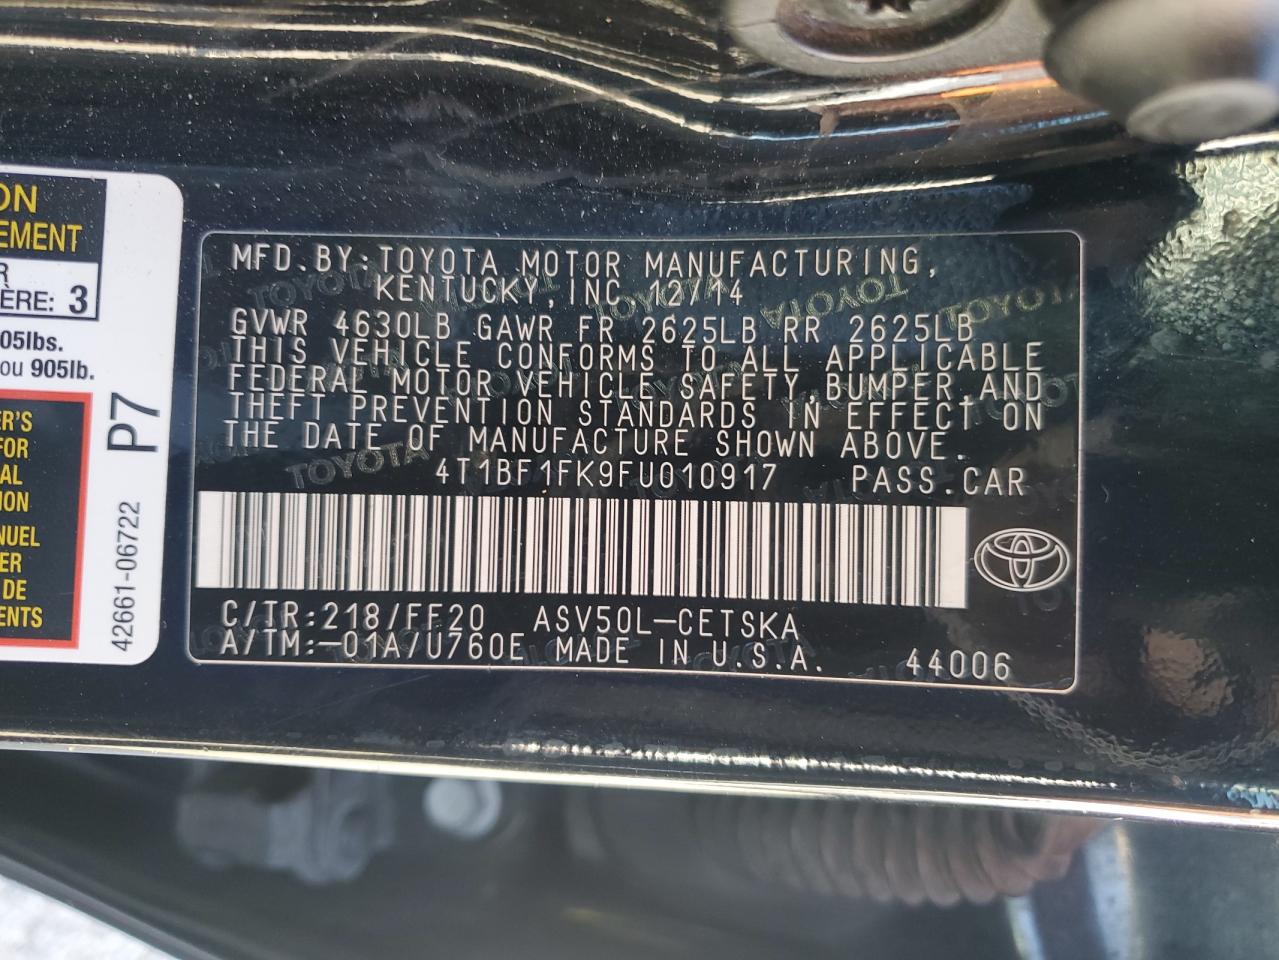 ON
EMENT
R
ERE: 3
05lbs.
ou 905lb.
ER'S
FOR
AL
ION
NUEL
ER
DE
ENTS
P7
42661-06722
MFD.BY:TOYOTA MOTOR MANUFACTURING,
KENTUCKY,INC 12/14
GVWR 4630LB GAWR FR 2625LB RR 2625LB
THIS VEHICLE CONFORMS TO ALL APPLICABLE
FEDERAL MOTOR VEHICLE SAFETY,BUMPER,AND
THEFT PREVENTION STANDARDS IN EFFECT ON
THE DATE OF MANUFACTURE SHOWN ABOVE.
4T1BF1FK9FU010917 PASS.CAR
C/TR:218/FF20 ASV50L-CETSKA
A/TM:-01A/U760E MADE IN U.S.A. 44006